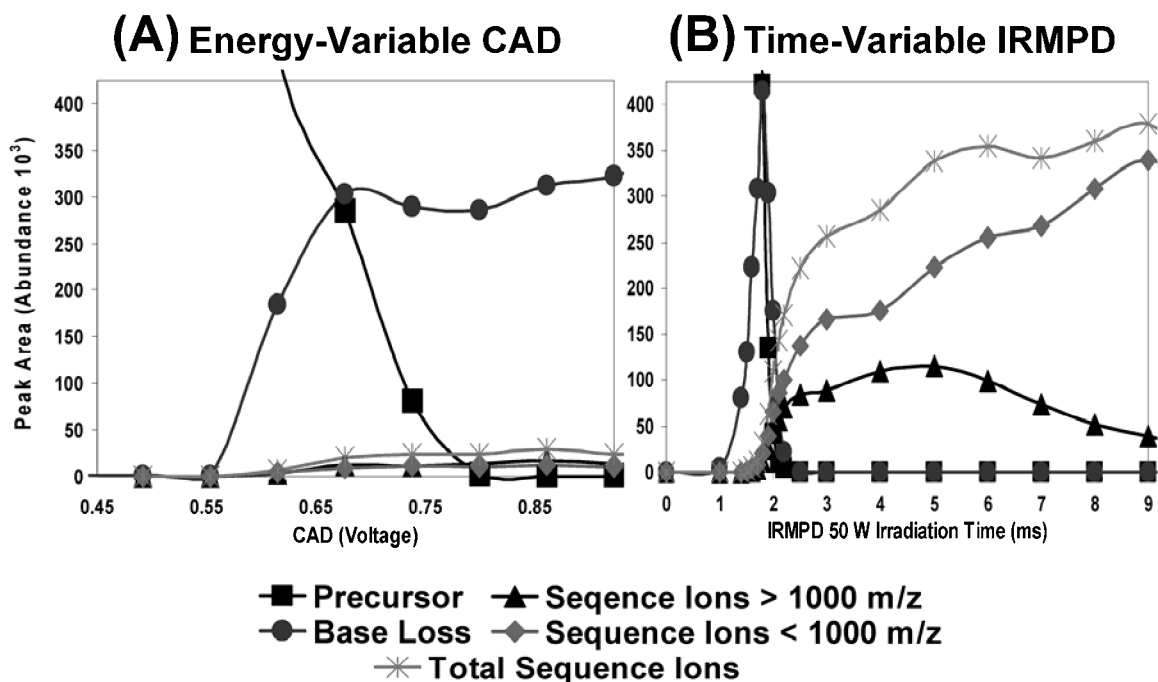 (A) Energy-Variable CAD
(B) Time-Variable IRMPD
Peak Area (Abundance 10³)
400
350
300
250
200
150
100
50
0
0.45 0.55 0.65 0.75 0.85
CAD (Voltage)
400
350
300
250
200
150
100
50
0
0 1 2 3 4 5 6 7 8 9
IRMPD 50 W Irradiation Time (ms)
Precursor
Seqence Ions > 1000 m/z
Base Loss
Sequence Ions < 1000 m/z
Total Sequence Ions